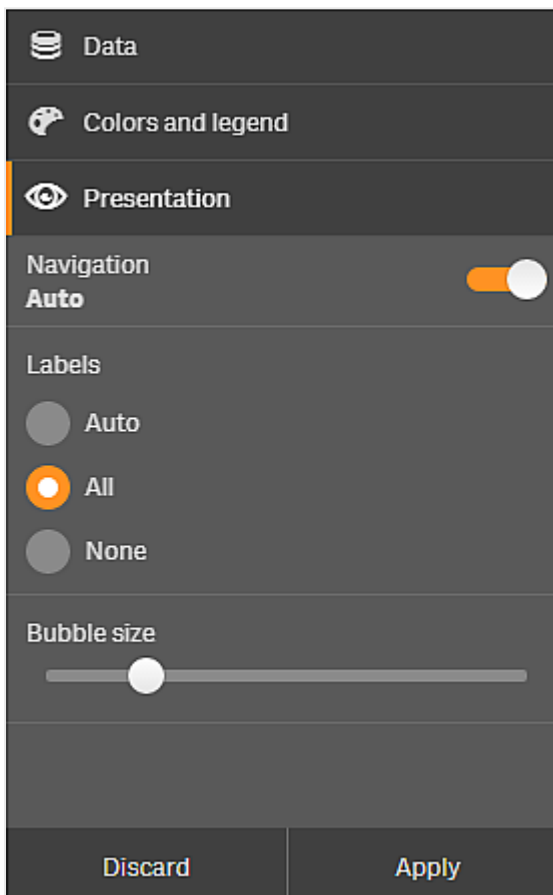 Data
Colors and legend
Presentation
Navigation
Auto
Labels
Auto
All
None
Bubble size
Discard
Apply